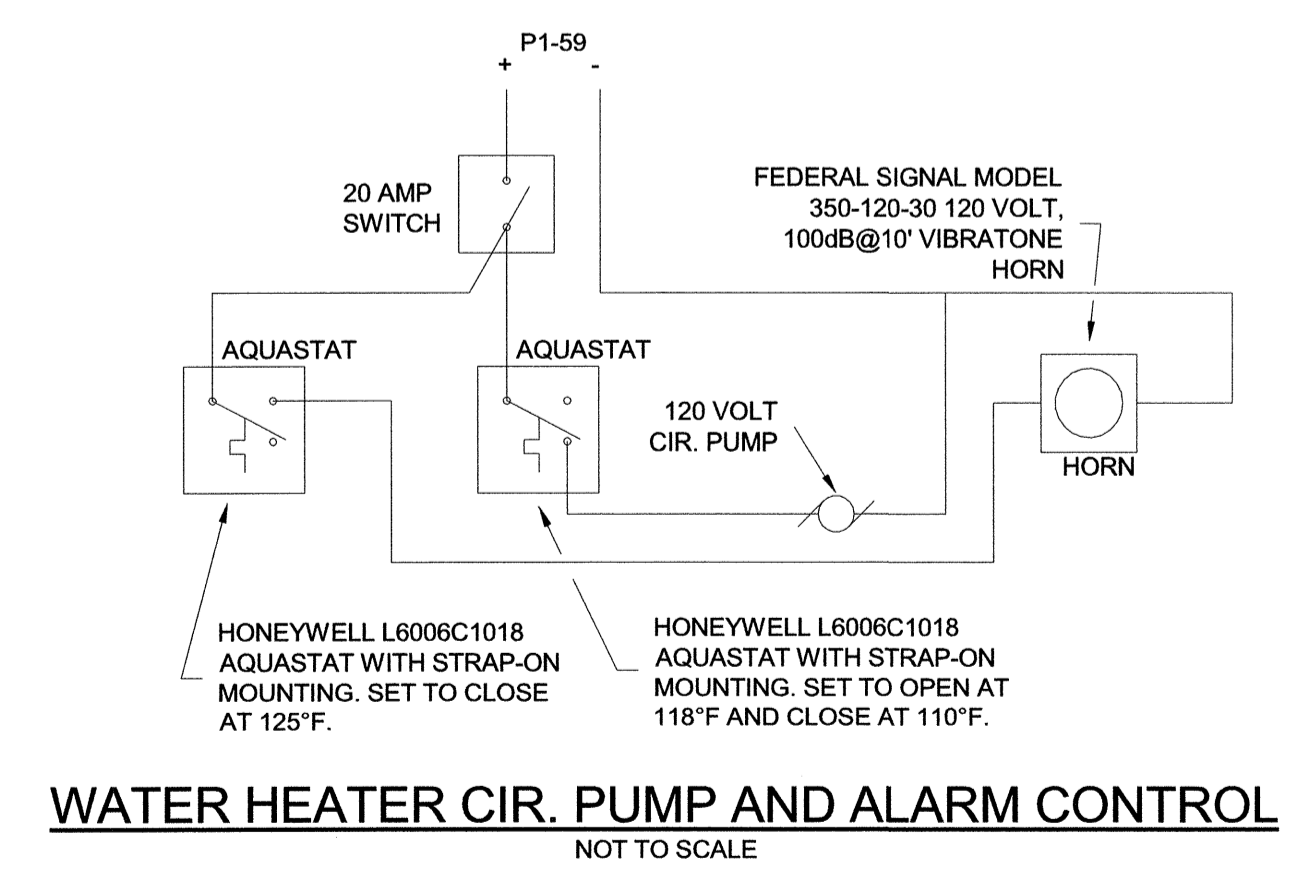 P1-59
+ -
20 AMP
SWITCH
FEDERAL SIGNAL MODEL
350-120-30 120 VOLT,
100dB@10' VIBRATONE
HORN
AQUASTAT
AQUASTAT
120 VOLT
CIR. PUMP
HORN
HONEYWELL L6006C1018
AQUASTAT WITH STRAP-ON
MOUNTING. SET TO CLOSE
AT 125°F.
HONEYWELL L6006C1018
AQUASTAT WITH STRAP-ON
MOUNTING. SET TO OPEN AT
118°F AND CLOSE AT 110°F.
WATER HEATER CIR. PUMP AND ALARM CONTROL
NOT TO SCALE